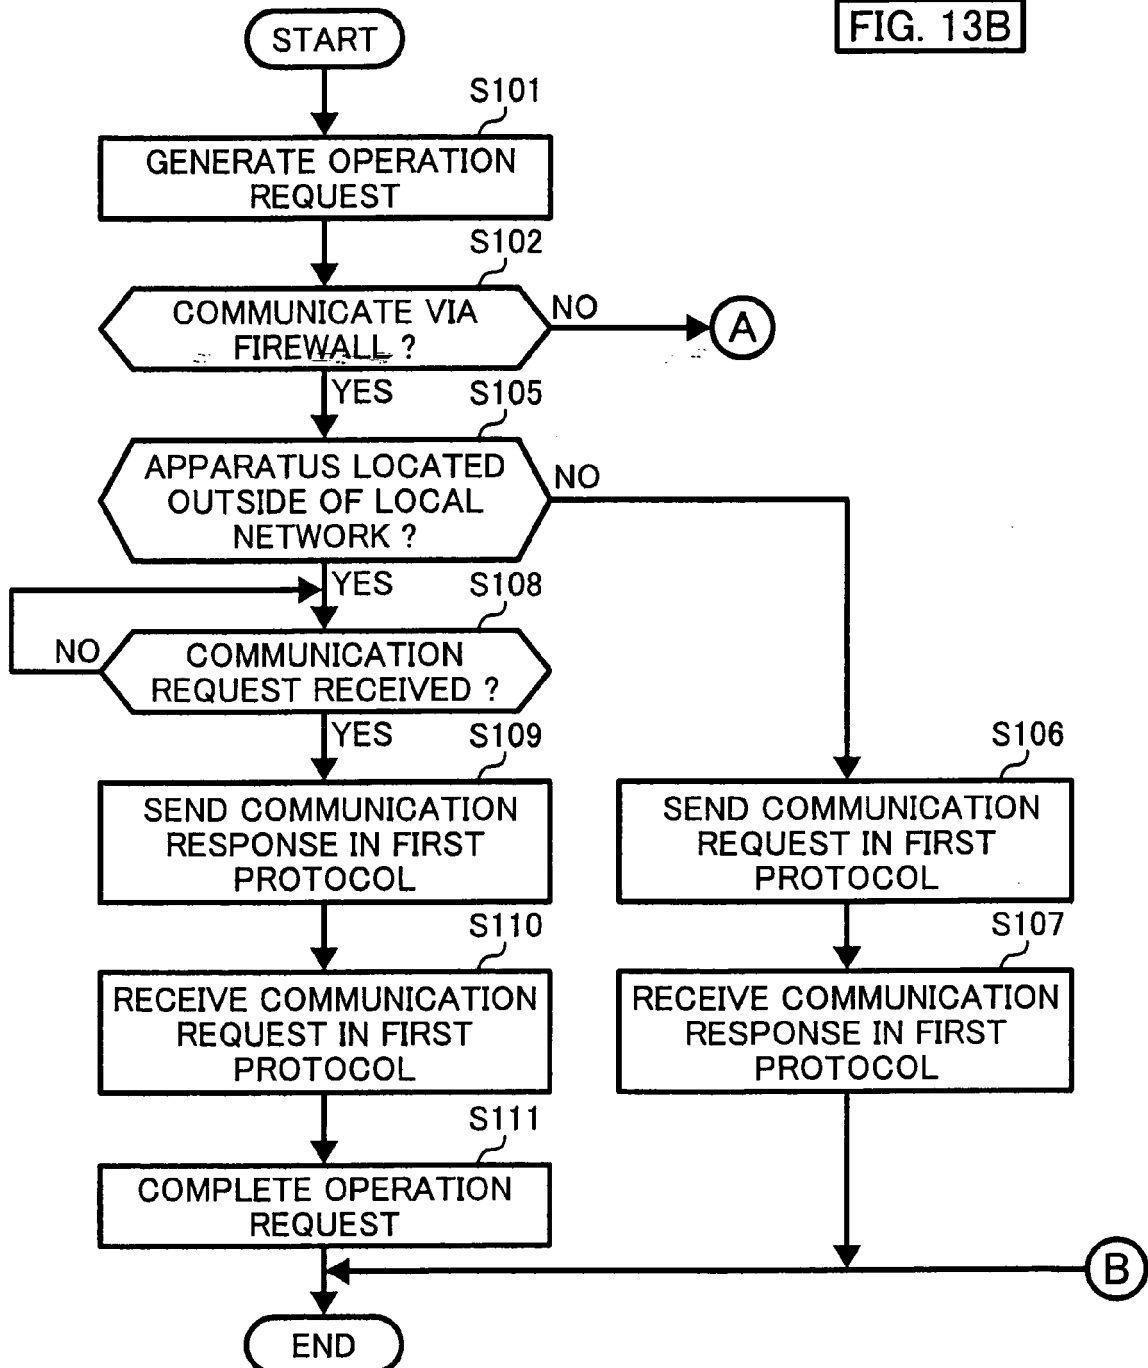 FIG. 13B
START
S101
GENERATE OPERATION
REQUEST
S102
COMMUNICATE VIA
FIREWALL ?
NO
A
YES
S105
APPARATUS LOCATED
OUTSIDE OF LOCAL
NETWORK ?
NO
YES
S108
COMMUNICATION
REQUEST RECEIVED ?
NO
YES
S109
SEND COMMUNICATION
RESPONSE IN FIRST
PROTOCOL
S106
SEND COMMUNICATION
REQUEST IN FIRST
PROTOCOL
S110
RECEIVE COMMUNICATION
REQUEST IN FIRST
PROTOCOL
S107
RECEIVE COMMUNICATION
RESPONSE IN FIRST
PROTOCOL
S111
COMPLETE OPERATION
REQUEST
B
END